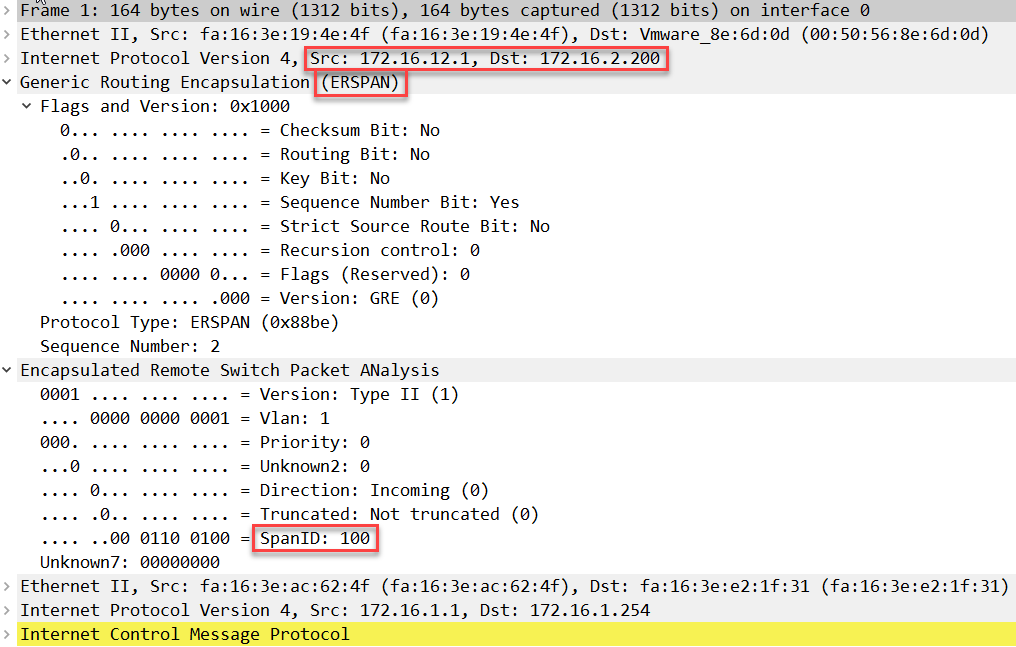 Frame 1: 164 bytes on wire (1312 bits), 164 bytes captured (1312 bits) on interface 0
Ethernet II, Src: fa:16:3e:19:4e:4f (fa:16:3e:19:4e:4f), Dst: Vmware_8e:6d:0d (00:50:56:8e:6d:0d)
Internet Protocol Version 4, Src: 172.16.12.1, Dst: 172.16.2.200
Generic Routing Encapsulation (ERSPAN)
Flags and Version: 0x1000
0... .... .... .... = Checksum Bit: No
.0.. .... .... .... = Routing Bit: No
..0. .... .... .... = Key Bit: No
...1 .... .... .... = Sequence Number Bit: Yes
.... 0... .... .... = Strict Source Route Bit: No
.... .000 .... .... = Recursion control: 0
.... .... 0000 0... = Flags (Reserved): 0
.... .... .... .000 = Version: GRE (0)
Protocol Type: ERSPAN (0x88be)
Sequence Number: 2
Encapsulated Remote Switch Packet ANalysis
0001 .... .... .... = Version: Type II (1)
.... 0000 0000 0001 = Vlan: 1
000. .... .... .... = Priority: 0
...0 .... .... .... = Unknown2: 0
.... 0... .... .... = Direction: Incoming (0)
.... .0.. .... .... = Truncated: Not truncated (0)
.... ..00 0110 0100 = SpanID: 100
Unknown7: 00000000
Ethernet II, Src: fa:16:3e:ac:62:4f (fa:16:3e:ac:62:4f), Dst: fa:16:3e:e2:1f:31 (fa:16:3e:e2:1f:31)
Internet Protocol Version 4, Src: 172.16.1.1, Dst: 172.16.1.254
Internet Control Message Protocol